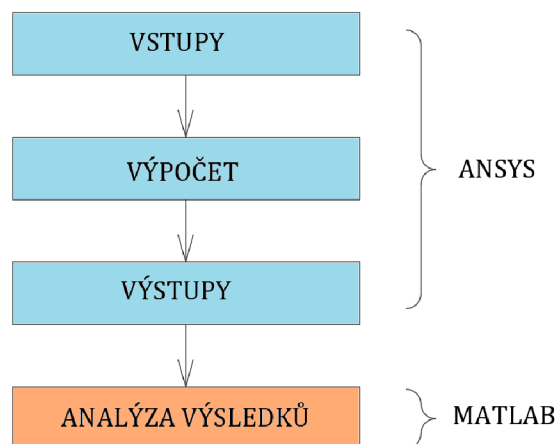 VSTUPY
VÝPOČET
ANSYS
VÝSTUPY
ANALÝZA VÝSLEDKŮ
MATLAB